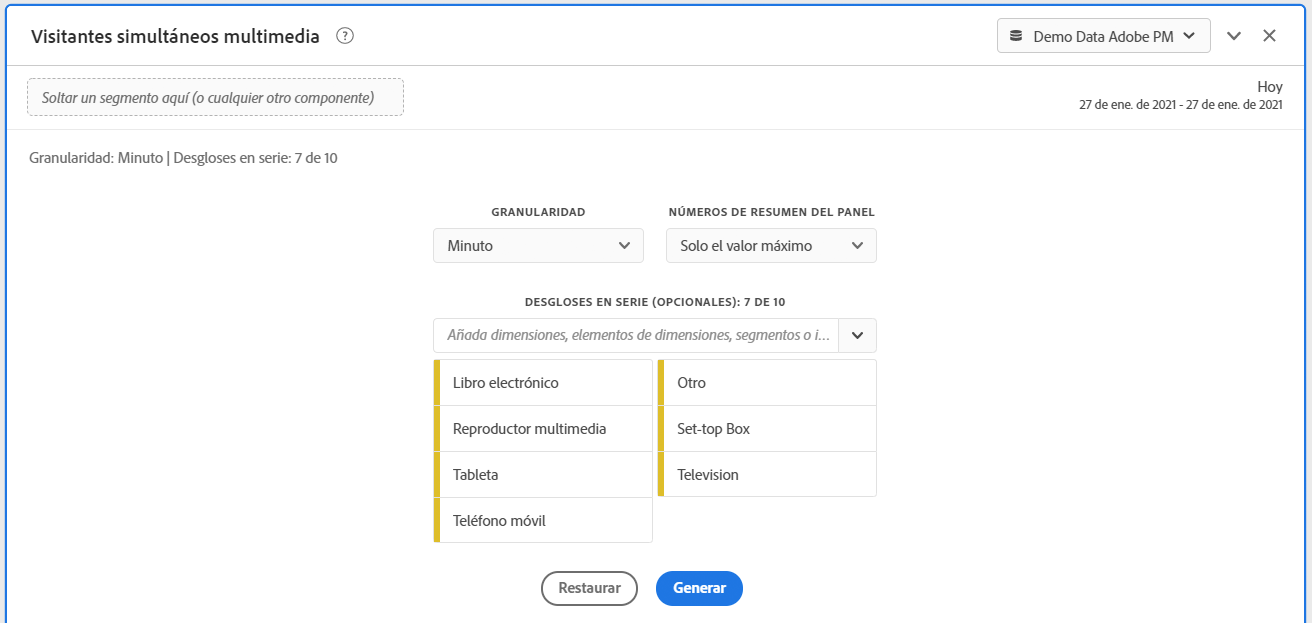 Visitantes simultáneos multimedia ?
Demo Data Adobe PM
Soltar un segmento aquí (o cualquier otro componente)
Hoy
27 de ene. de 2021 - 27 de ene. de 2021
Granularidad: Minuto | Desgloses en serie: 7 de 10
GRANULARIDAD
NÚMEROS DE RESUMEN DEL PANEL
Minuto
Solo el valor máximo
DESGLOSES EN SERIE (OPCIONALES): 7 DE 10
Añada dimensiones, elementos de dimensiones, segmentos o i...
Libro electrónico
Otro
Reproductor multimedia
Set-top Box
Tableta
Television
Teléfono móvil
Restaurar
Generar